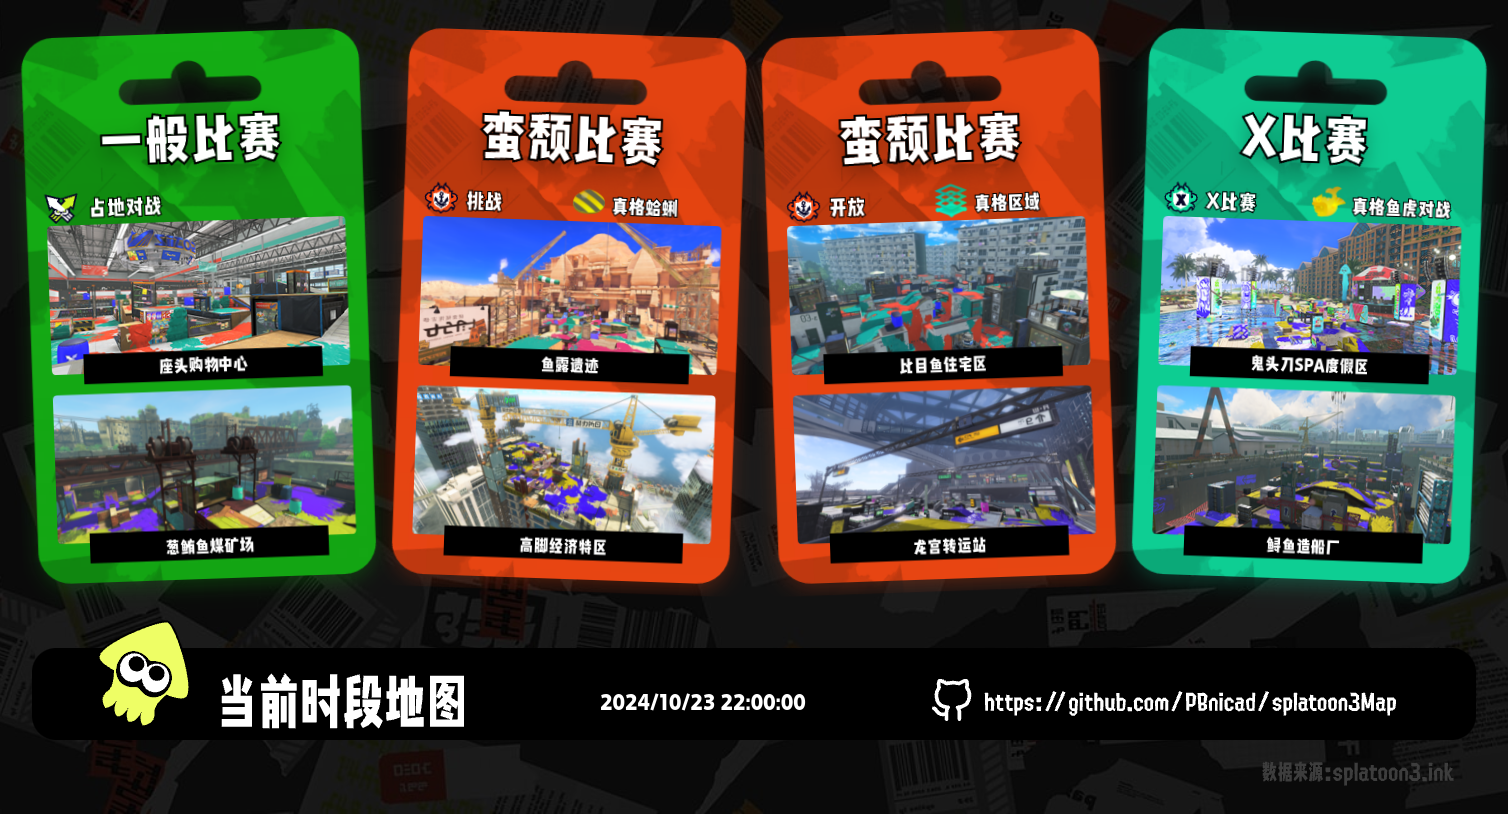 一般比赛
占地对战
座头购物中心
葱鲔鱼煤矿场
蛮颓比赛
挑战
真格蛤蜊
鱼露遗迹
高脚经济特区
蛮颓比赛
开放
真格区域
比目鱼住宅区
龙宫转运站
X比赛
X比赛
真格鱼虎对战
鬼头刀SPA度假区
鲟鱼造船厂
当前时段地图
2024/10/23 22:00:00
https://github.com/PBnicad/splatoon3Map
数据来源:splatoon3.ink